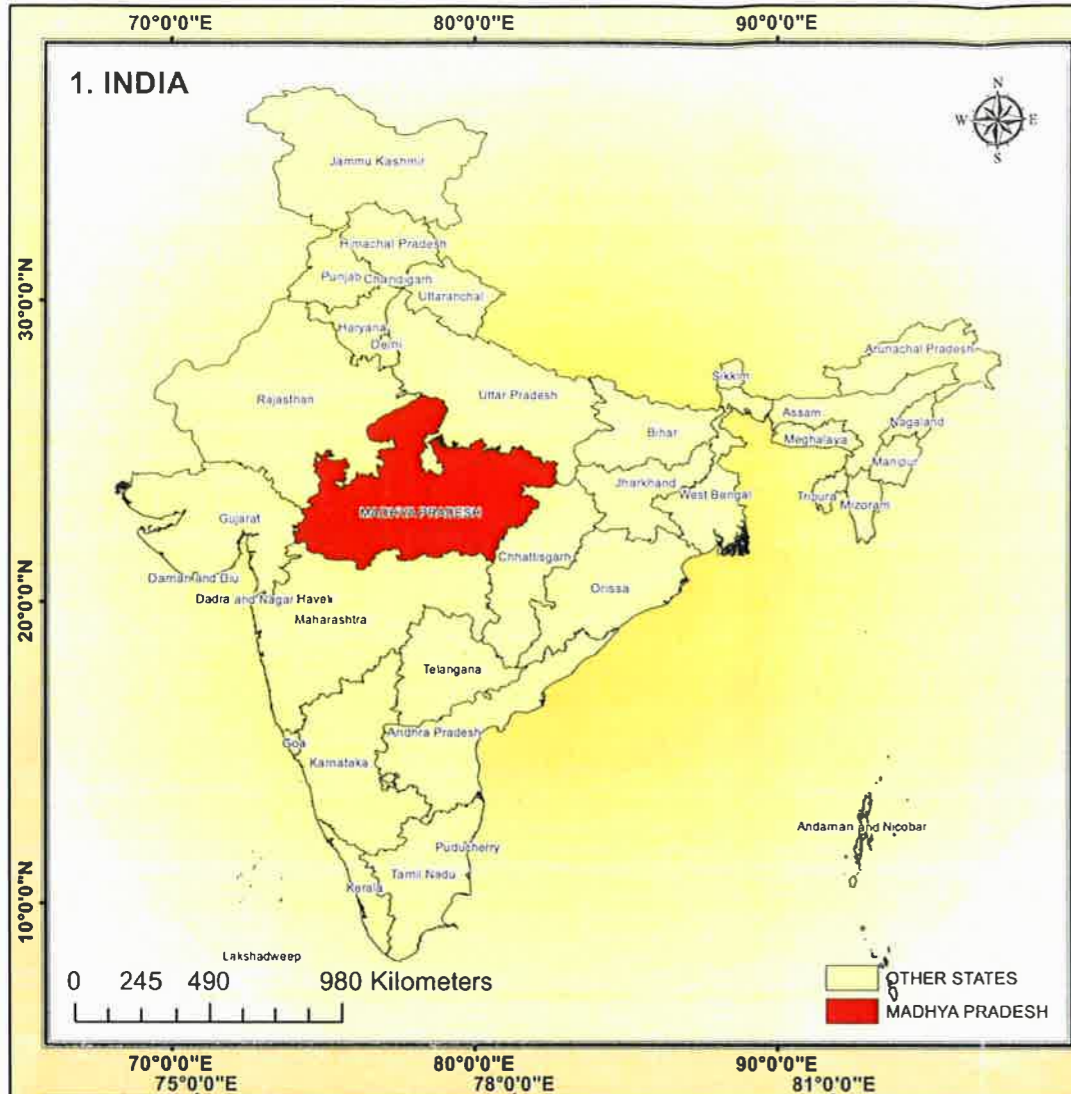 70°0'0"E 80°0'0"E 90°0'0"E
1. INDIA
N
W E
S
Jammu Kashmir
Himachal Pradesh
Punjab Chandigarh
Uttaranchal
30°0'0"N
Haryana
Delhi
Arunachal Pradesh
Sikkim
Rajasthan
Uttar Pradesh
Assam
Nagaland
Bihar
Meghalaya
Manipur
Jharkhand
West Bengal
Tripura
Mizoram
MADHYA PRADESH
Gujarat
Chhattisgarh
Daman and Diu
Orissa
20°0'0"N
Dadra and Nagar Haveli
Maharashtra
Telangana
Andhra Pradesh
Goa
Karnataka
Andaman and Nicobar
Puducherry
Tamil Nadu
Kerala
10°0'0"N
Lakshadweep
0 245 490 980 Kilometers
OTHER STATES
MADHYA PRADESH
70°0'0"E 80°0'0"E 90°0'0"E
75°0'0"E 78°0'0"E 81°0'0"E